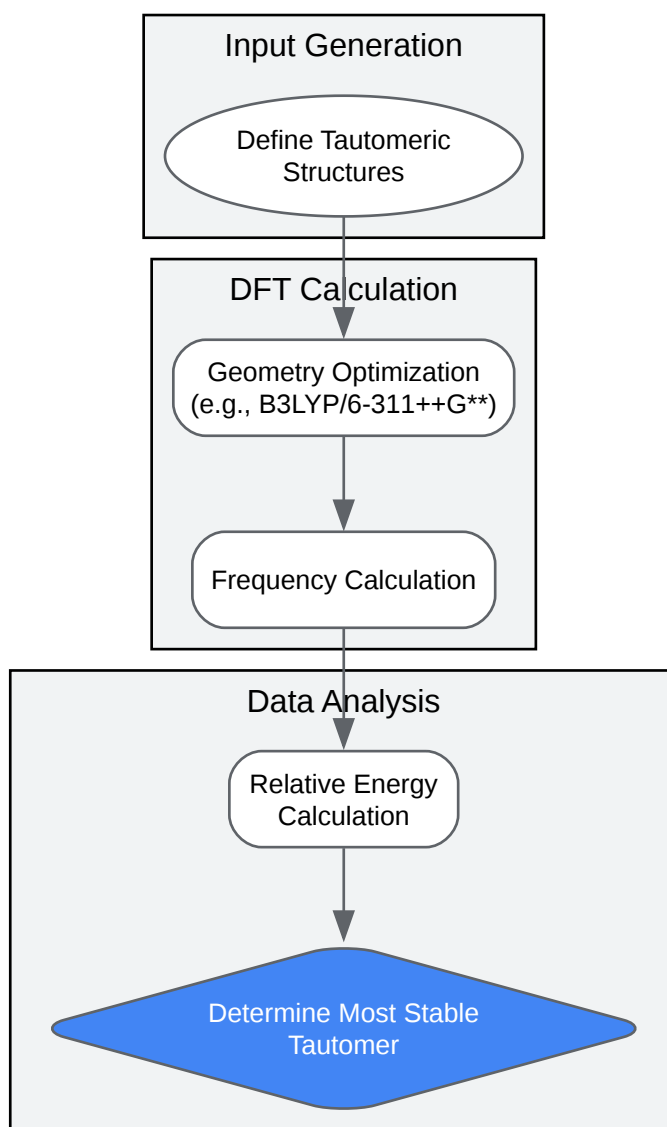 Input Generation
Define Tautomeric
Structures
DFT Calculation
Geometry Optimization
(e.g., B3LYP/6-311++G**)
Frequency Calculation
Data Analysis
Relative Energy
Calculation
Determine Most Stable
Tautomer